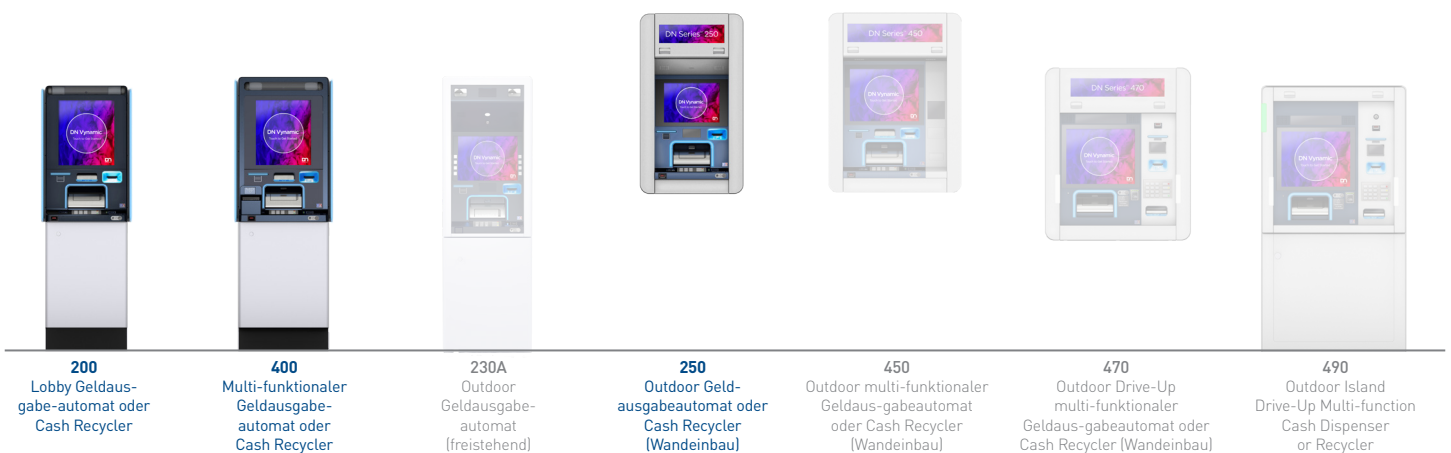 DN Series® 250
DN Series® 450
DN Series® 470
DN Vynamic
DN Vynamic
DN Vynamic
DN Vynamic
DN Vynamic
DN Vynamic
DN Vynamic
200
Lobby Geldaus-
gabe-automat oder
Cash Recycler
400
Multi-funktionaler
Geldausgabe-
automat oder
Cash Recycler
230A
Outdoor
Geldausgabe-
automat
(freistehend)
250
Outdoor Geld-
ausgabeautomat oder
Cash Recycler
(Wandeinbau)
450
Outdoor multi-funktionaler
Geldaus-gabeautomat
oder Cash Recycler
(Wandeinbau)
470
Outdoor Drive-Up
multi-funktionaler
Geldaus-gabeautomat oder
Cash Recycler (Wandeinbau)
490
Outdoor Island
Drive-Up Multi-function
Cash Dispenser
or Recycler